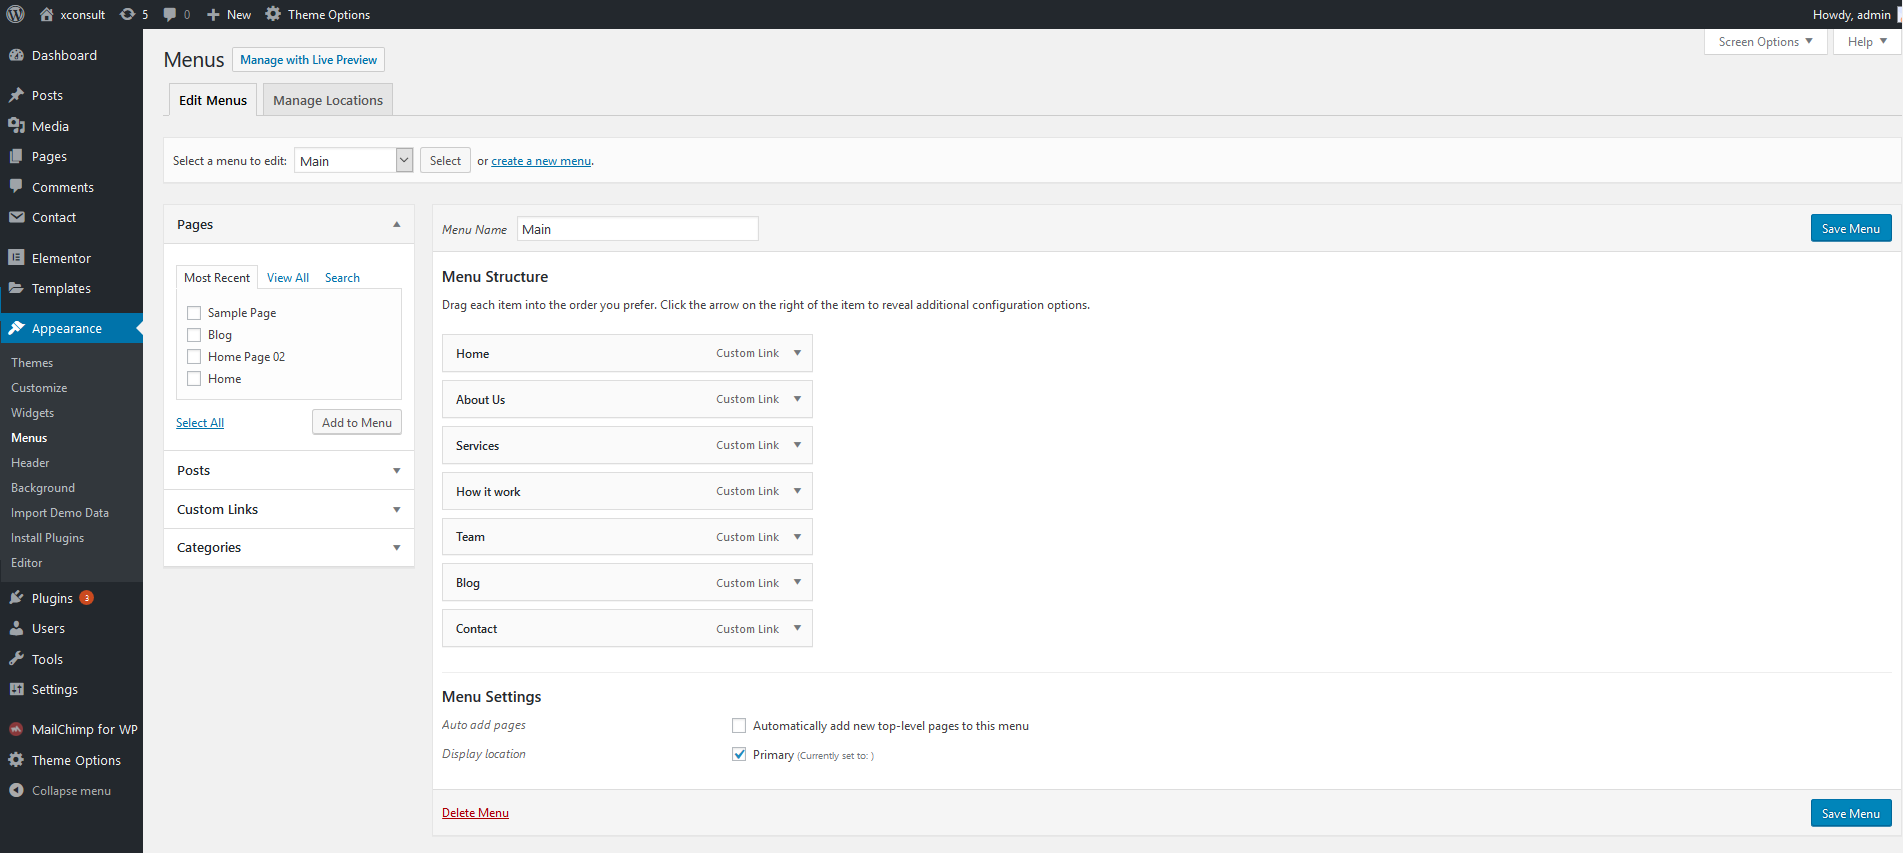 xconsult 5 0 New Theme Options Howdy, admin
Screen Options Help
Dashboard
Posts
Media
Pages
Comments
Contact
Elementor
Templates
Appearance
Themes
Customize
Widgets
Menus
Header
Background
Import Demo Data
Install Plugins
Editor
Plugins 3
Users
Tools
Settings
MailChimp for WP
Theme Options
Collapse menu
Menus Manage with Live Preview
Edit Menus Manage Locations
Select a menu to edit: Main Select or create a new menu.
Pages
Most Recent View All Search
Sample Page
Blog
Home Page 02
Home
Select All Add to Menu
Posts
Custom Links
Categories
Menu Name Main Save Menu
Menu Structure
Drag each item into the order you prefer. Click the arrow on the right of the item to reveal additional configuration options.
Home Custom Link
About Us Custom Link
Services Custom Link
How it work Custom Link
Team Custom Link
Blog Custom Link
Contact Custom Link
Menu Settings
Auto add pages Automatically add new top-level pages to this menu
Display location Primary (Currently set to: )
Delete Menu Save Menu